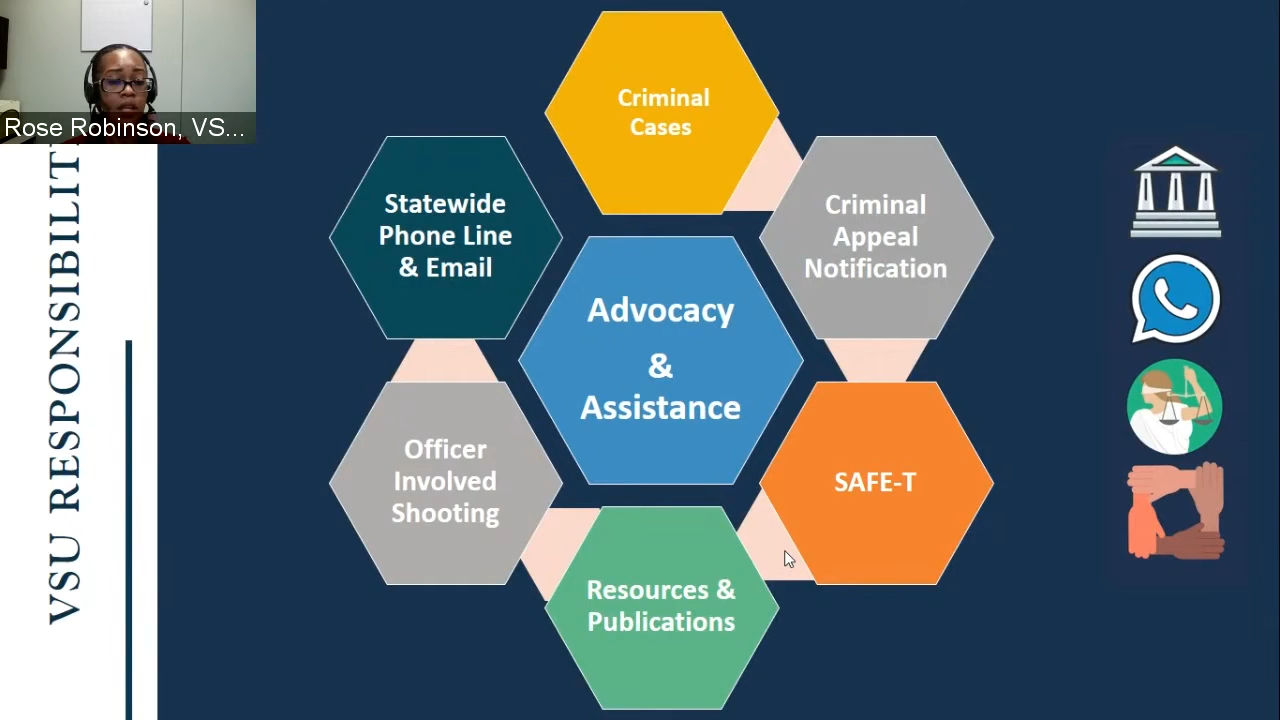 Rose Robinson, VS...
VSU RESPONSIBILIT
Criminal
Cases
Statewide
Phone Line
& Email
Criminal
Appeal
Notification
Advocacy
&
Assistance
Officer
Involved
Shooting
SAFE-T
Resources &
Publications